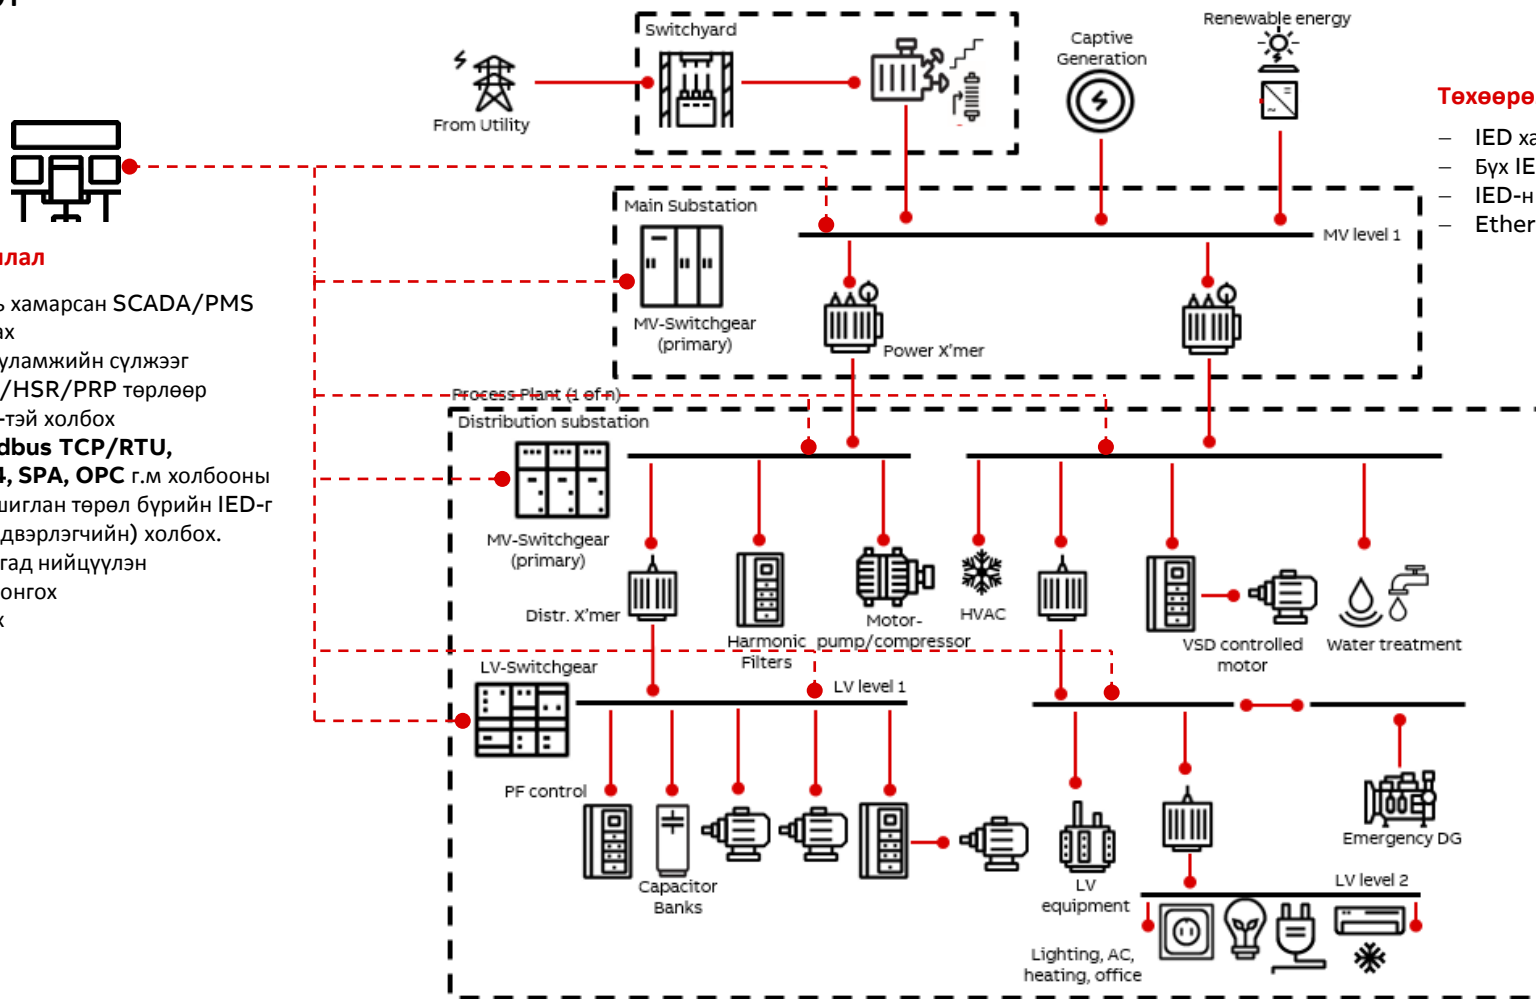 Switchyard
Renewable energy
Captive
Generation
From Utility
Төхөөрө
– IED ха
– Бүх IE
– IED-н
– Ether
Main Substation
MV level 1
MV-Switchgear
(primary)
Power X'mer
лал
ь хамарсан SCADA/PMS
ах
уламжийн сүлжээг
/HSR/PRP төрлөөр
-тэй холбох
dbus TCP/RTU,
4, SPA, OPC г.м холбооны
шиглан төрөл бүрийн IED-г
двэрлэгчийн) холбох.
гад нийцүүлэн
онгох
х
Process Plant (1 of n)
Distribution substation
MV-Switchgear
(primary)
Distr. X'mer
Harmonic
Filters
Motor-
pump/compressor
HVAC
VSD controlled
motor
Water treatment
LV-Switchgear
LV level 1
PF control
Capacitor
Banks
LV
equipment
Emergency DG
LV level 2
Lighting, AC,
heating, office